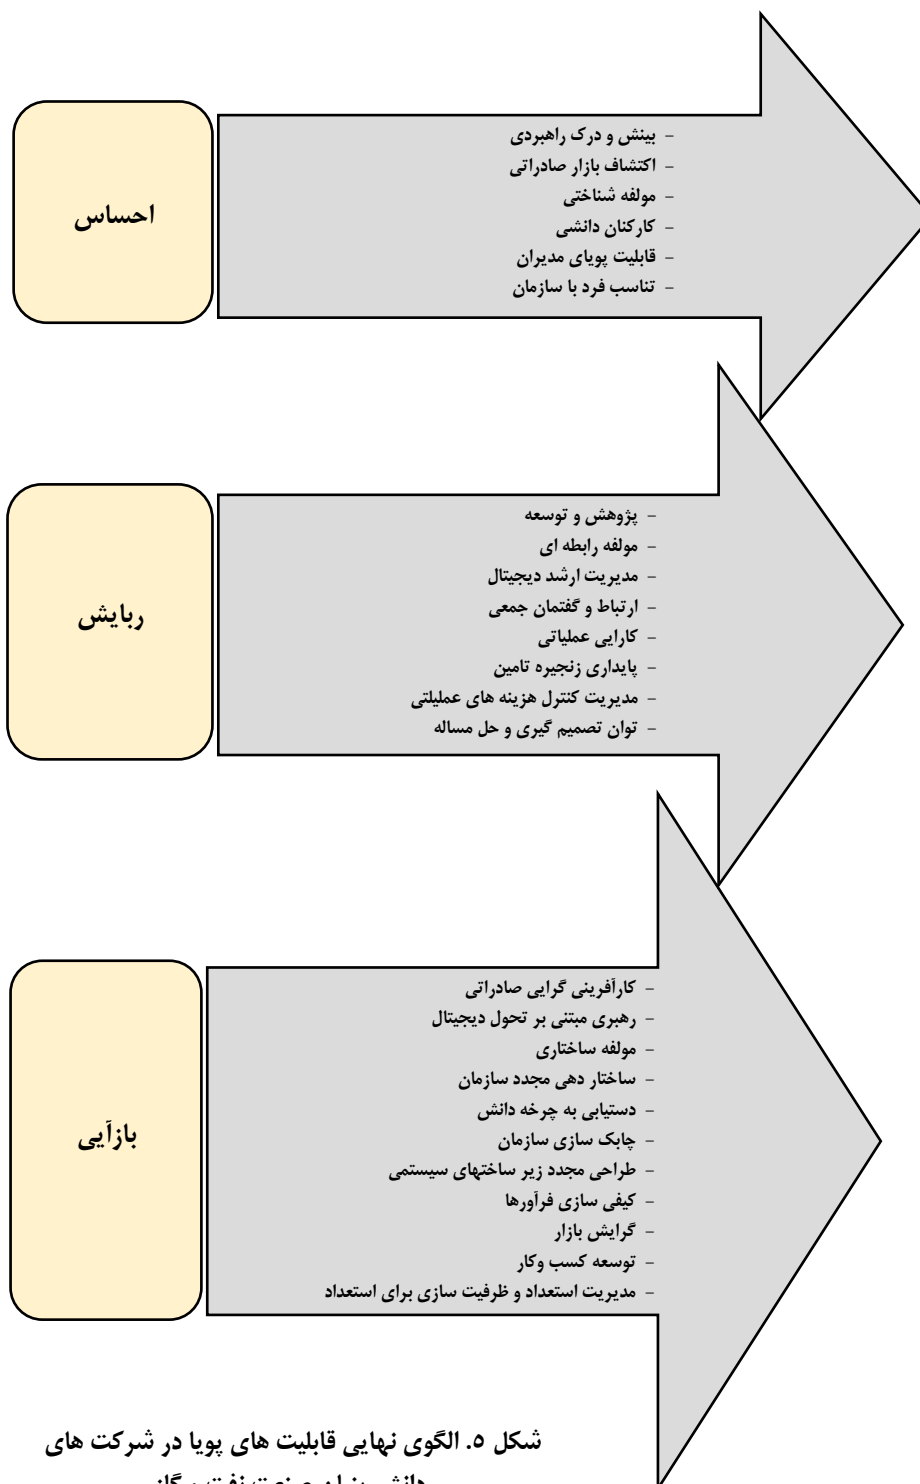 احساس
- بینش و درک راهبردی
- اکتشاف بازار صادراتی
- مولفه شناختی
- کارکنان دانشی
- قابلیت پویای مدیران
- تناسب فرد با سازمان
ربایش
- پژوهش و توسعه
- مولفه رابطه ای
- مدیریت ارشد دیجیتال
- ارتباط و گفتمان جمعی
- کارایی عملیاتی
- پایداری زنجیره تامین
- مدیریت کنترل هزینه های عملیلتی
- توان تصمیم گیری و حل مساله
بازآیی
- کارآفرینی گرایی صادراتی
- رهبری مبتنی بر تحول دیجیتال
- مولفه ساختاری
- ساختار دهی مجدد سازمان
- دستیابی به چرخه دانش
- چابک سازی سازمان
- طراحی مجدد زیر ساختهای سیستمی
- کیفی سازی فرآورها
- گرایش بازار
- توسعه کسب وکار
- مدیریت استعداد و ظرفیت سازی برای استعداد
شکل ۵. الگوی نهایی قابلیت های پویا در شرکت های